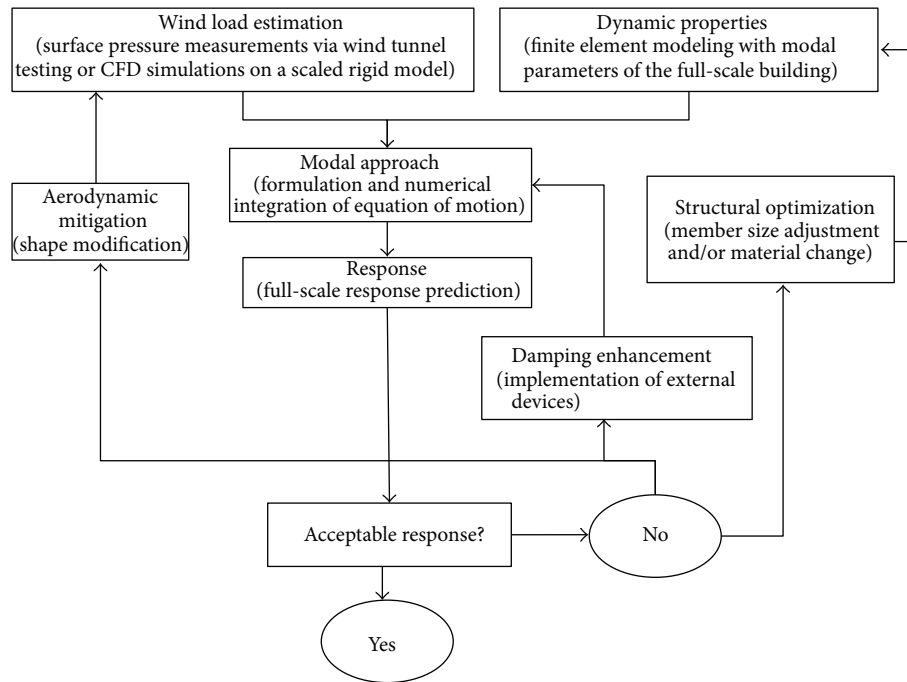 Wind load estimation
(surface pressure measurements via wind tunnel
testing or CFD simulations on a scaled rigid model)
Dynamic properties
(finite element modeling with modal
parameters of the full-scale building)
Modal approach
(formulation and numerical
integration of equation of motion)
Aerodynamic
mitigation
(shape modification)
Structural optimization
(member size adjustment
and/or material change)
Response
(full-scale response prediction)
Damping enhancement
(implementation of external
devices)
Acceptable response?
No
Yes